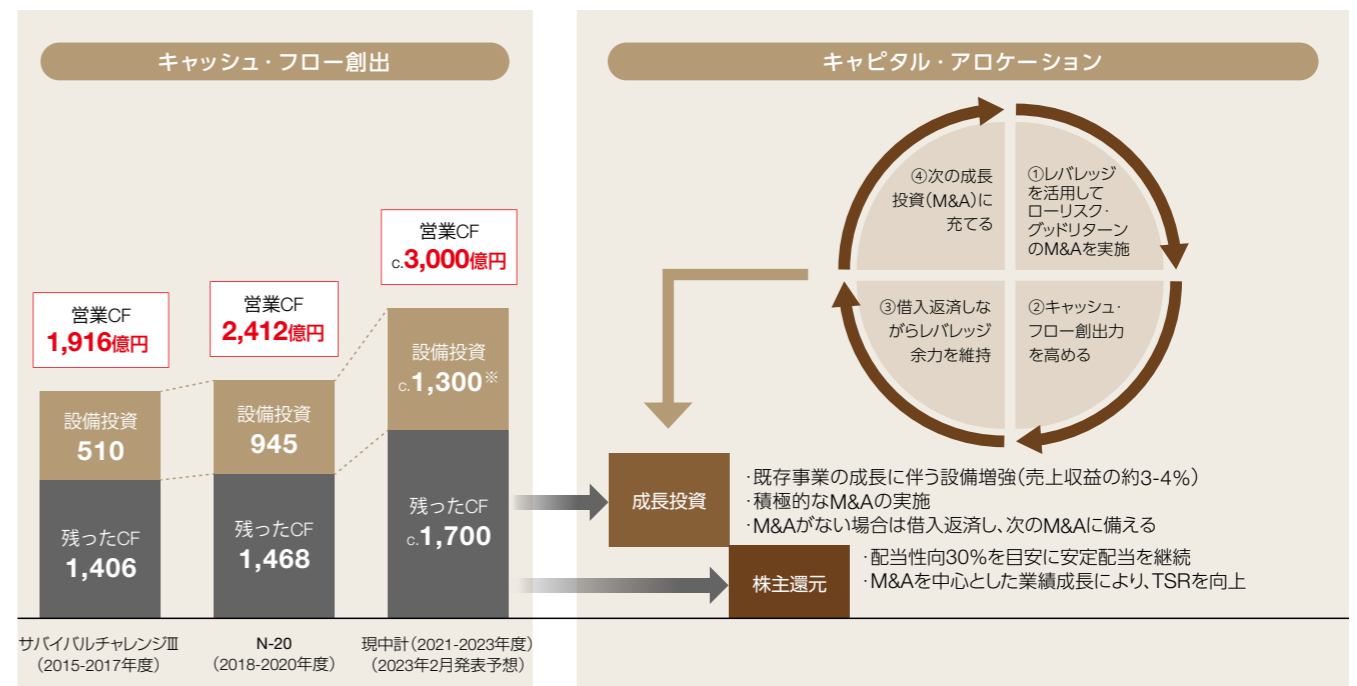 キャッシュ・フロー創出
営業CF
1,916億円
設備投資
510
残ったCF
1,406
サバイバルチャレンジⅢ
（2015-2017年度）
営業CF
2,412億円
設備投資
945
残ったCF
1,468
N-20
（2018-2020年度）
営業CF
c.3,000億円
設備投資
c.1,300※
残ったCF
c.1,700
現中計（2021-2023年度）
（2023年2月発表予想）
キャピタル・アロケーション
①レバレッジ
を活用して
ローリスク・
グッドリターン
のM&Aを実施
②キャッシュ・
フロー創出力
を高める
③借入返済しな
がらレバレッジ
余力を維持
④次の成長
投資（M&A）に
充てる
成長投資
・既存事業の成長に伴う設備増強（売上収益の約3-4%）
・積極的なM&Aの実施
・M&Aがない場合は借入返済し、次のM&Aに備える
株主還元
・配当性向30%を目安に安定配当を継続
・M&Aを中心とした業績成長により、TSRを向上